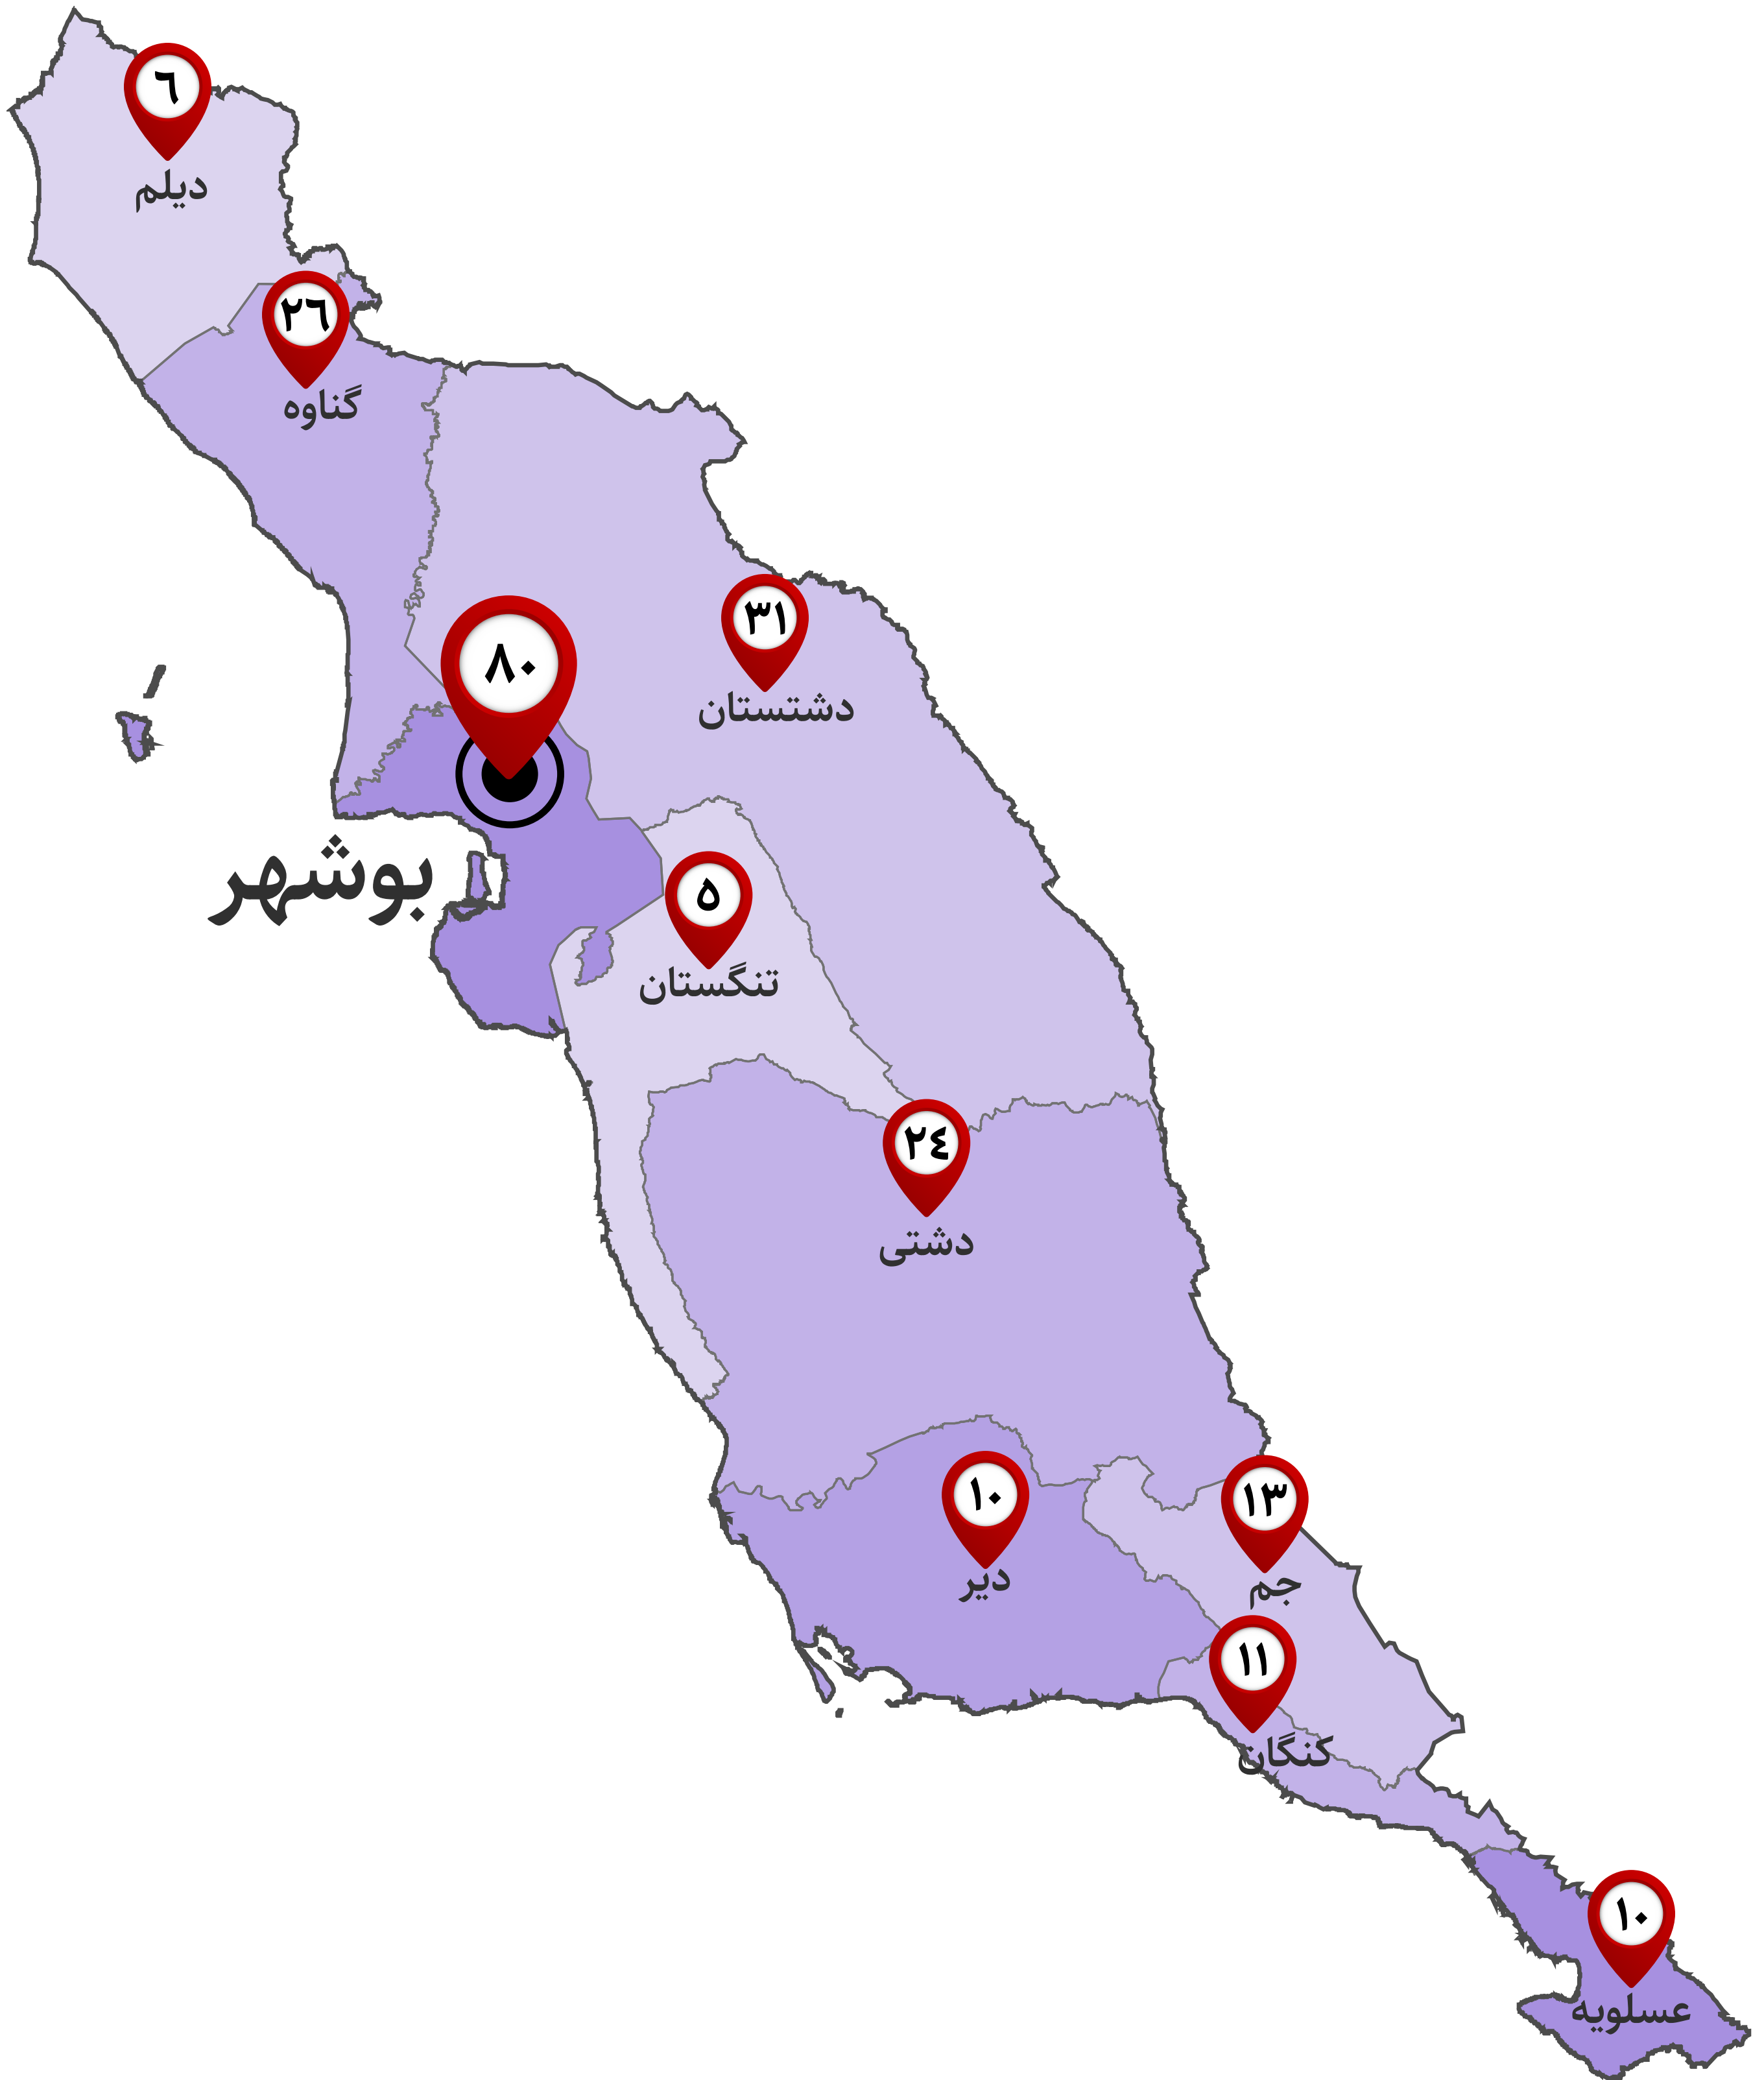 ٦
دیلم
٢٦
گناوه
٣١
دشتستان
٨٠
بوشهر
٥
تنگستان
٢٤
دشتی
١٠
دیر
١٣
جم
١١
کنگان
١٠
عسلویه